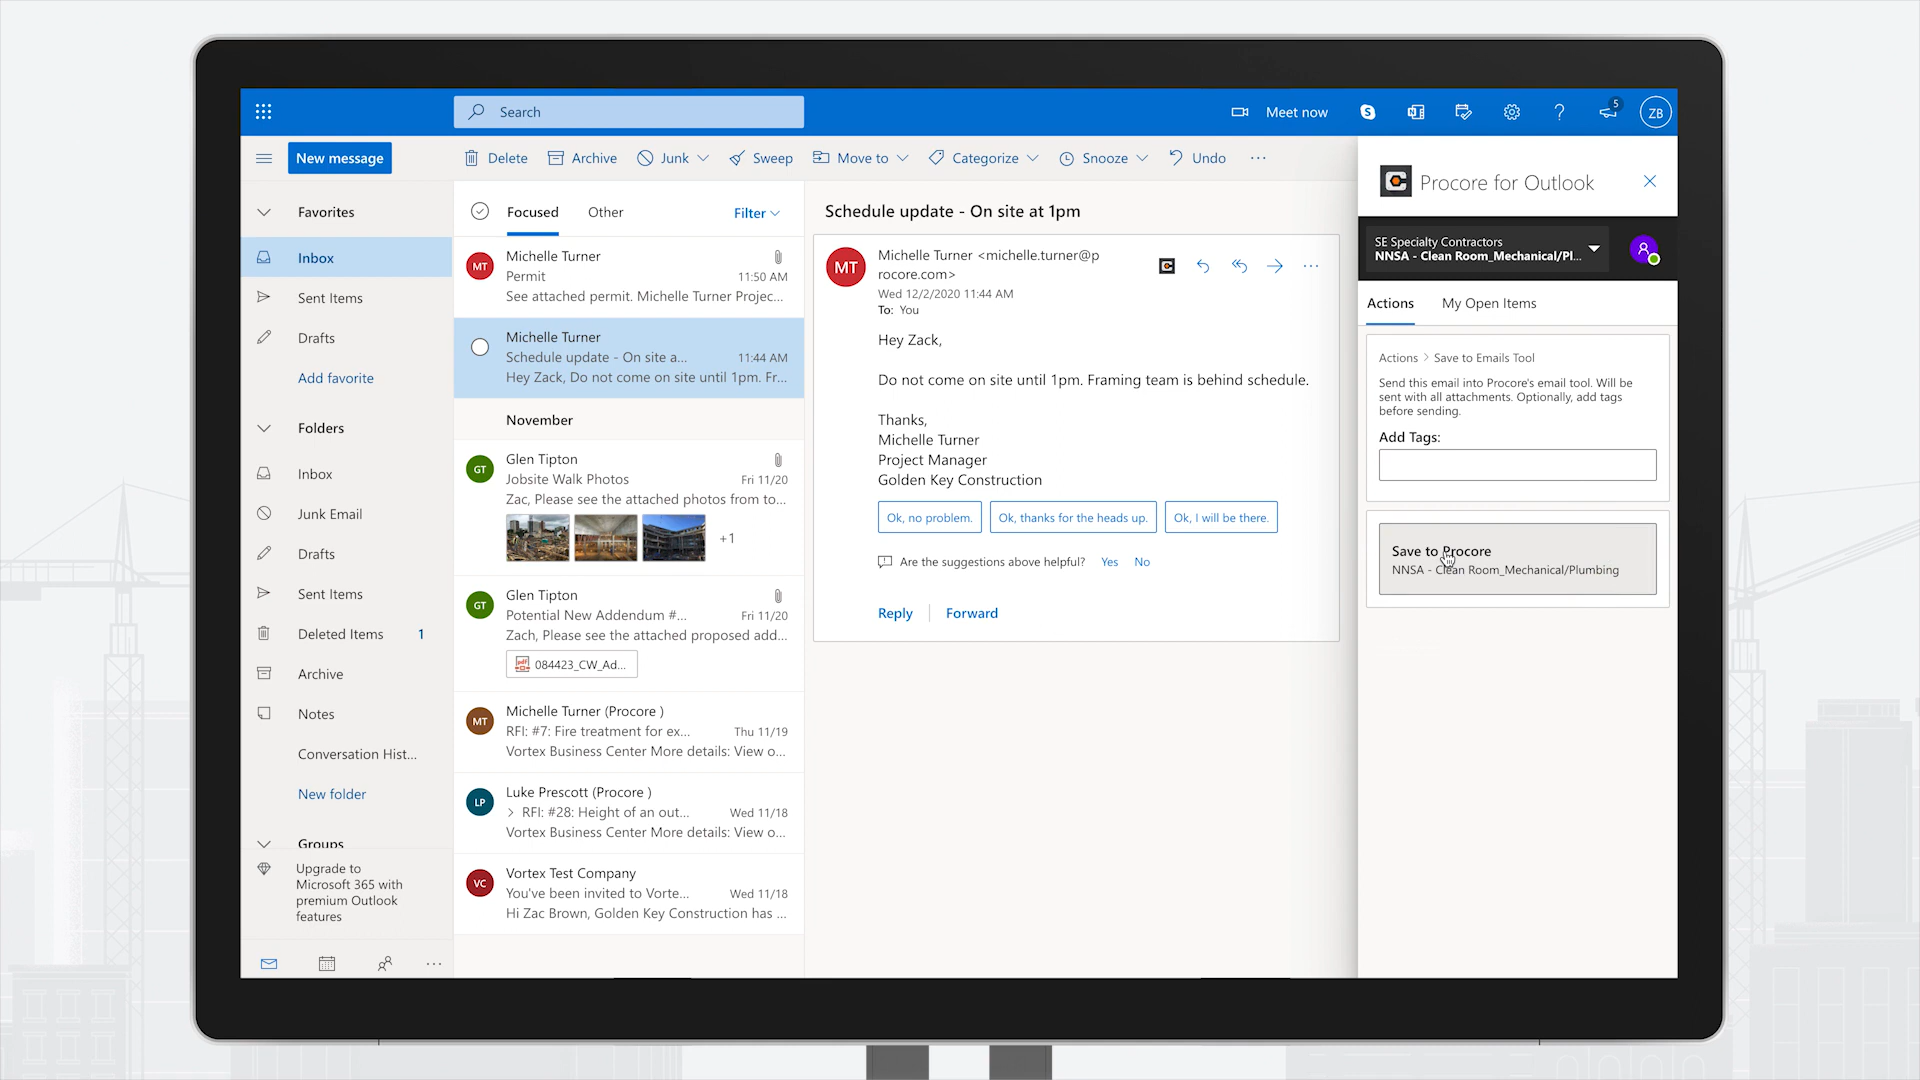 Search
Meet now
5
ZB
New message
Delete
Archive
Junk
Sweep
Move to
Categorize
Snooze
Undo
Favorites
Inbox
Sent Items
Drafts
Add favorite
Folders
Inbox
Junk Email
Drafts
Sent Items
Deleted Items 1
Archive
Notes
Conversation Hist...
New folder
Groups
Upgrade to
Microsoft 365 with
premium Outlook
features
Focused
Other
Filter
MT
Michelle Turner
Permit 11:50 AM
See attached permit. Michelle Turner Projec...
Michelle Turner
Schedule update - On site a... 11:44 AM
Hey Zack, Do not come on site until 1pm. Fr...
November
GT
Glen Tipton
Jobsite Walk Photos Fri 11/20
Zac, Please see the attached photos from to...
+1
GT
Glen Tipton
Potential New Addendum #... Fri 11/20
Zach, Please see the attached proposed add...
pdf
084423_CW_Ad...
MT
Michelle Turner (Procore )
RFI: #7: Fire treatment for ex... Thu 11/19
Vortex Business Center More details: View o...
LP
Luke Prescott (Procore )
RFI: #28: Height of an out... Wed 11/18
Vortex Business Center More details: View o...
VC
Vortex Test Company
You've been invited to Vorte... Wed 11/18
Hi Zac Brown, Golden Key Construction has ...
Schedule update - On site at 1pm
MT
Michelle Turner <michelle.turner@p
rocore.com>
Wed 12/2/2020 11:44 AM
To: You
Hey Zack,
Do not come on site until 1pm. Framing team is behind schedule.
Thanks,
Michelle Turner
Project Manager
Golden Key Construction
Ok, no problem.
Ok, thanks for the heads up.
Ok, I will be there.
Are the suggestions above helpful? Yes No
Reply
Forward
Procore for Outlook
SE Specialty Contractors
NNSA - Clean Room_Mechanical/Pl...
Actions
My Open Items
Actions > Save to Emails Tool
Send this email into Procore's email tool. Will be
sent with all attachments. Optionally, add tags
before sending.
Add Tags:
Save to Procore
NNSA - Clean Room_Mechanical/Plumbing